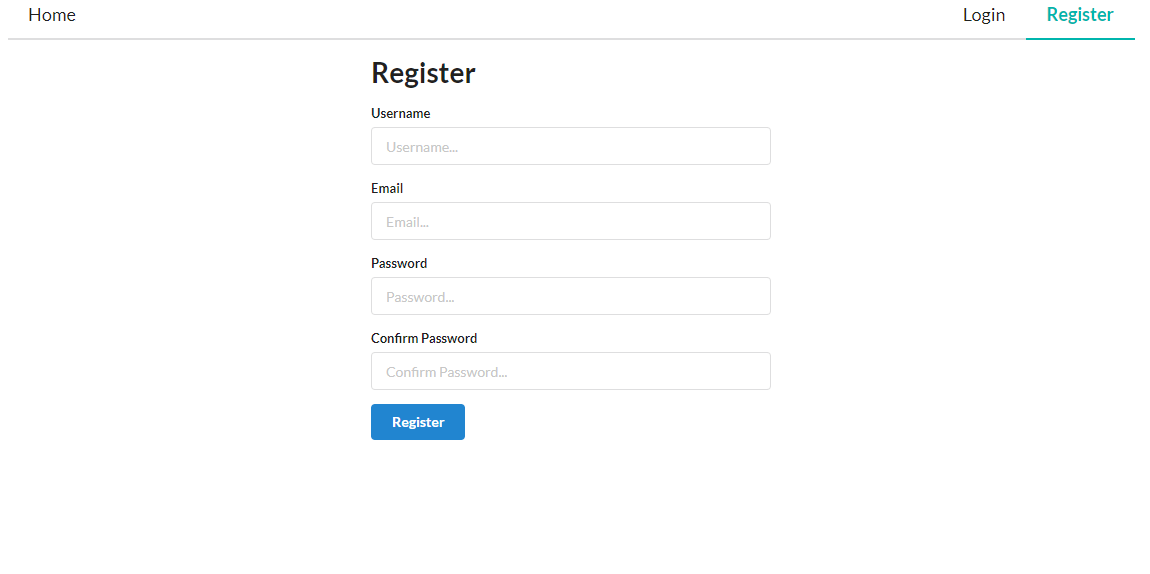 Home Login Register
Register
Username
Username...
Email
Email...
Password
Password...
Confirm Password
Confirm Password...
Register